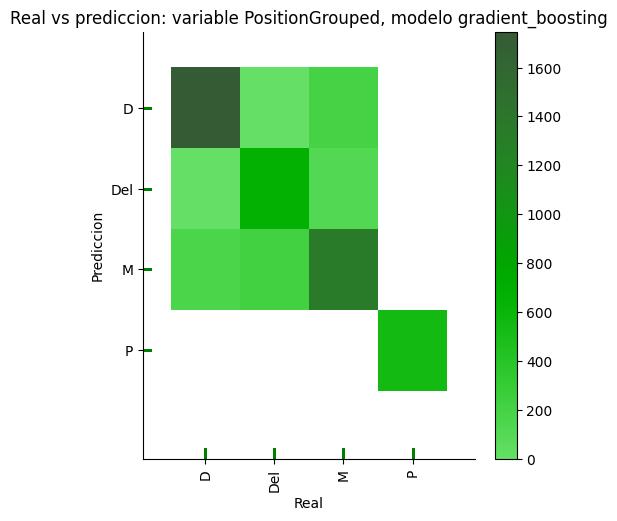 Real vs prediccion: variable PositionGrouped, modelo gradient_boosting
D
Del
M
P
Prediccion
D
Del
M
P
Real
1600
1400
1200
1000
800
600
400
200
0